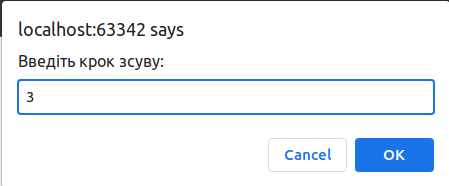 localhost:63342 says
Введіть крок зсуву:
3
Cancel OK